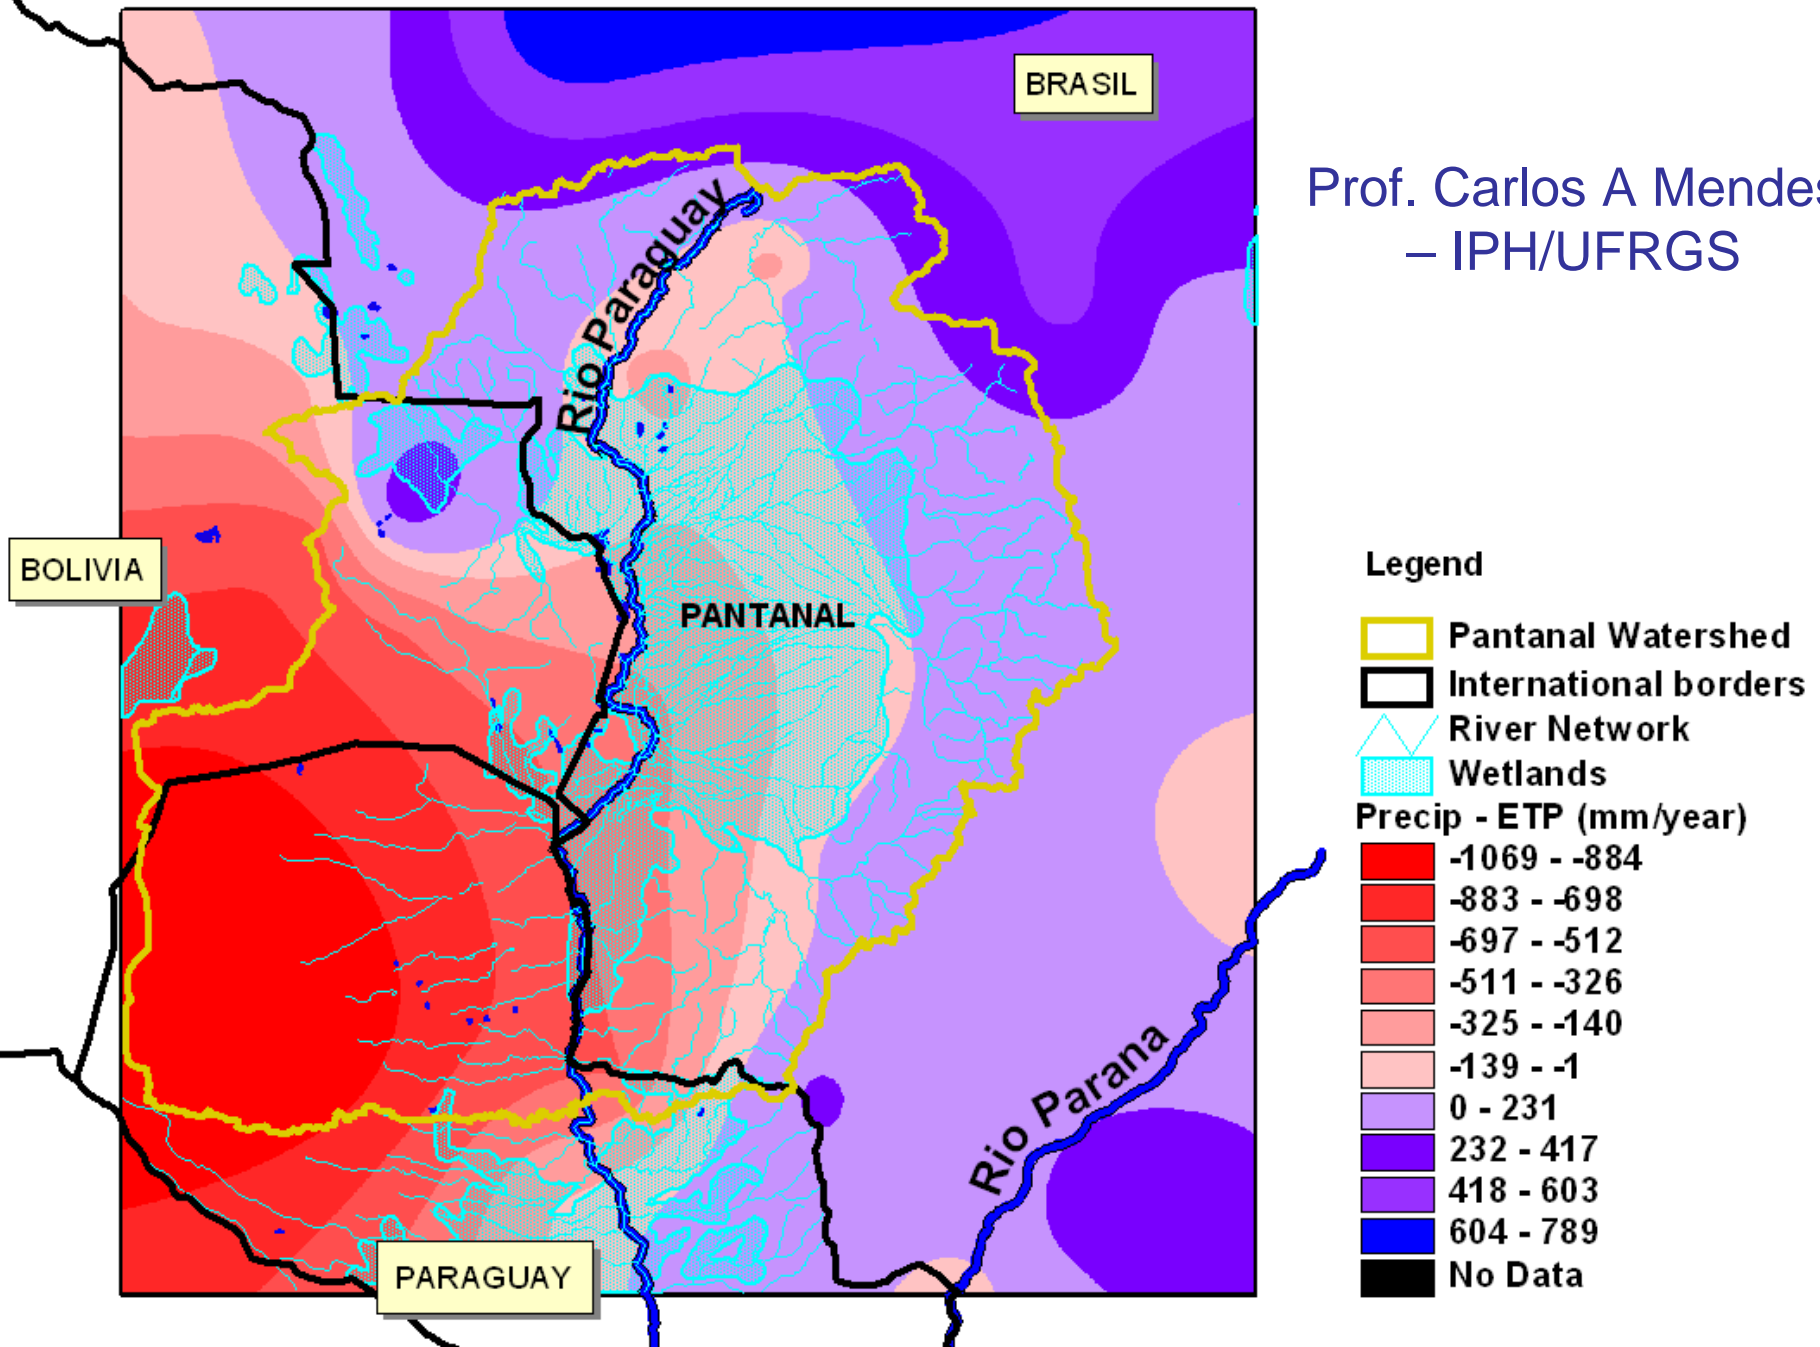 BRASIL
Prof. Carlos A Mendes
– IPH/UFRGS
Rio Paraguay
BOLIVIA
PANTANAL
Rio Parana
PARAGUAY
Legend
Pantanal Watershed
International borders
River Network
Wetlands
Precip - ETP (mm/year)
-1069 - -884
-883 - -698
-697 - -512
-511 - -326
-325 - -140
-139 - -1
0 - 231
232 - 417
418 - 603
604 - 789
No Data